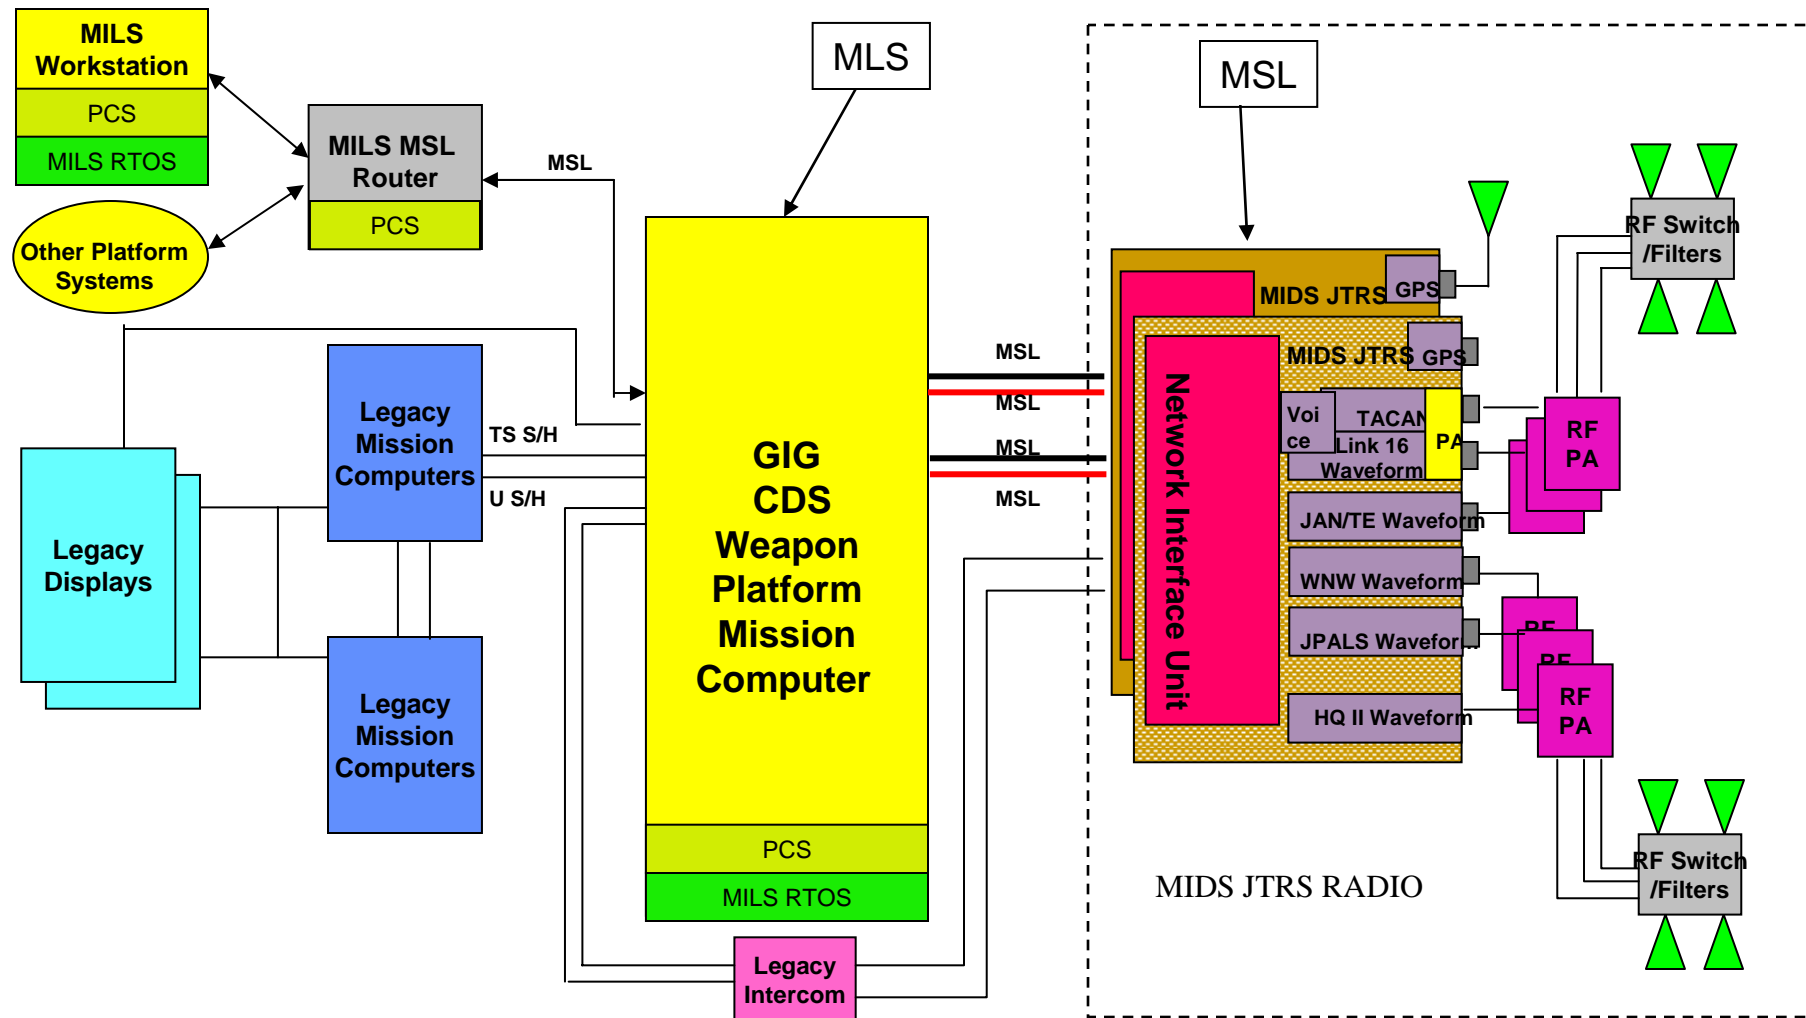 MILS
Workstation
PCS
MILS RTOS
Other Platform
Systems
MILS MSL
Router
PCS
MSL
MLS
MSL
Legacy
Displays
Legacy
Mission
Computers
Legacy
Mission
Computers
TS S/H
U S/H
GIG
CDS
Weapon
Platform
Mission
Computer
PCS
MILS RTOS
Legacy
Intercom
MSL
MSL
MSL
MSL
MIDS JTRS
GPS
MIDS JTRS
GPS
Network Interface Unit
Voi
ce
TACAN
Link 16
Waveform
PA
JAN/TE Waveform
WNW Waveform
JPALS Waveform
HQ II Waveform
RF
PA
RF
RF
RF
PA
RF Switch
/Filters
RF Switch
/Filters
MIDS JTRS RADIO